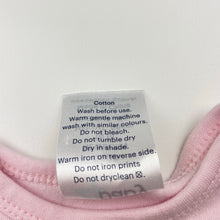 Cotton
Wash before use.
Warm gentle machine
wash with similar colours.
Do not bleach.
Do not tumble dry
Dry in shade.
Warm iron on reverse side.
Do not iron prints
Do not dryclean